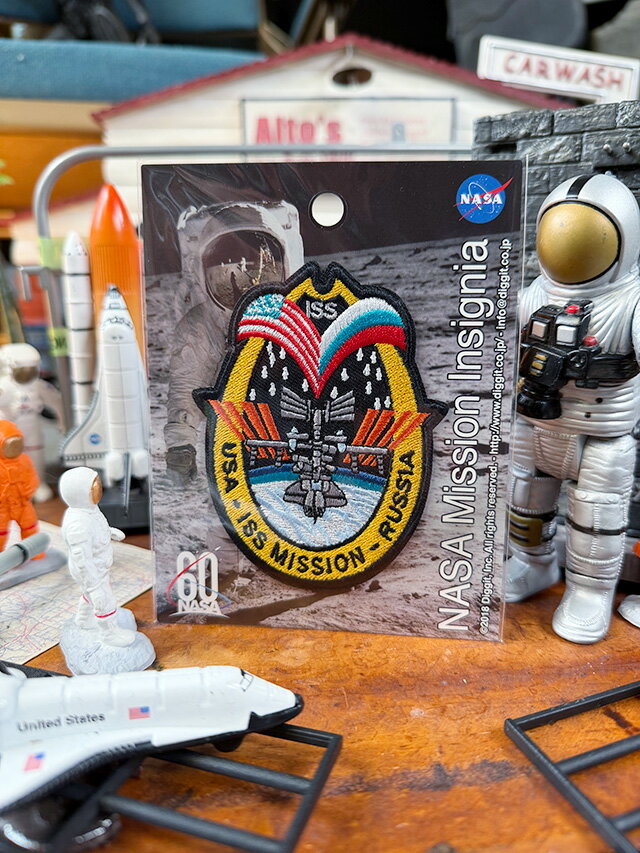 CARWASH
Alto's
NASA
ISS
USA - ISS MISSION - RUSSIA
NASA Mission Insignia
©2018 Diggit, Inc. All rights reserved. - http://www.diggit.co.jp/ - info@diggit.co.jp
60
NASA
United States